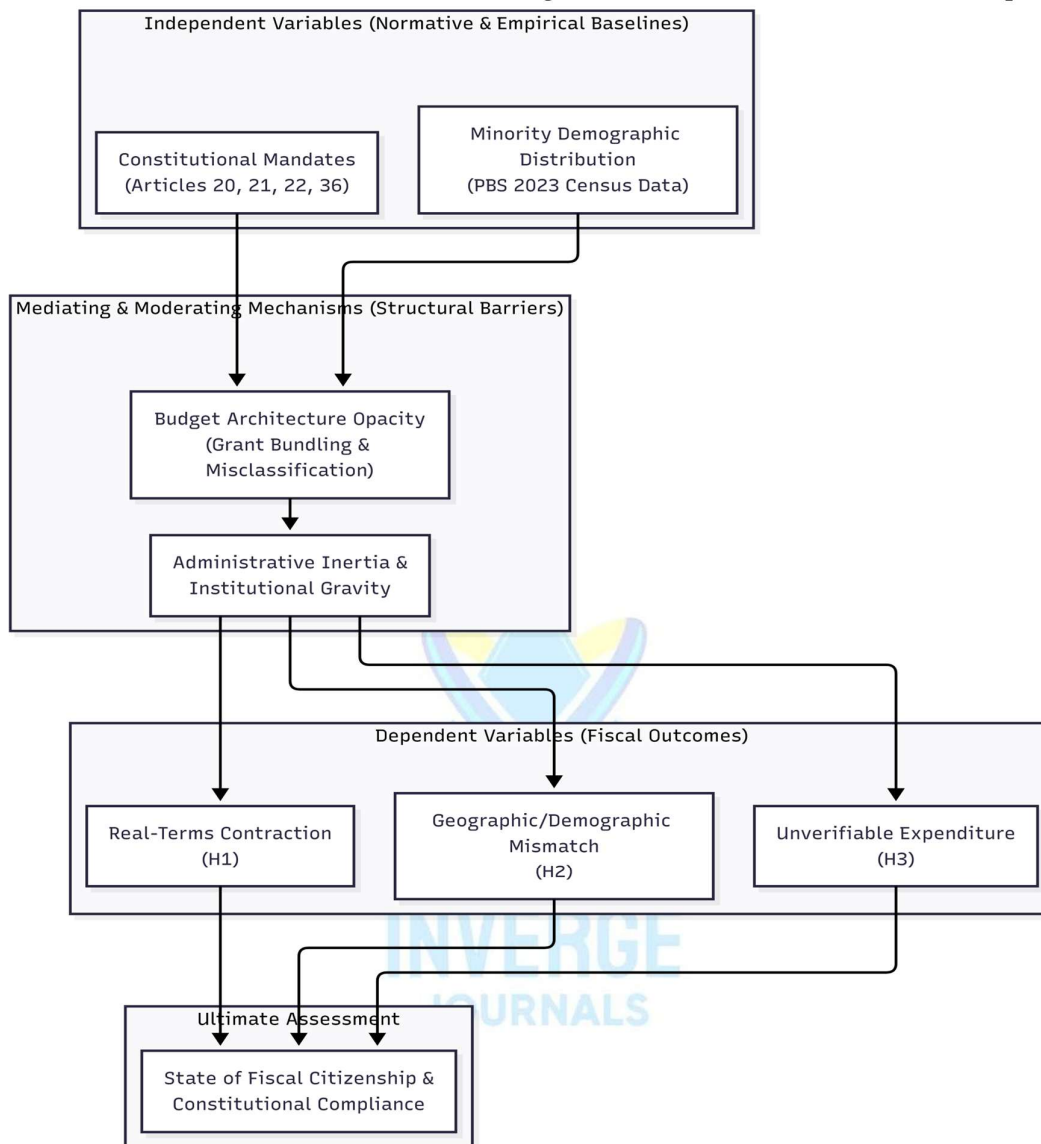 Independent Variables (Normative & Empirical Baselines)
Constitutional Mandates
(Articles 20, 21, 22, 36)
Minority Demographic
Distribution
(PBS 2023 Census Data)
Mediating & Moderating Mechanisms (Structural Barriers)
Budget Architecture Opacity
(Grant Bundling &
Misclassification)
Administrative Inertia &
Institutional Gravity
Dependent Variables (Fiscal Outcomes)
Real-Terms Contraction
(H1)
Geographic/Demographic
Mismatch
(H2)
Unverifiable Expenditure
(H3)
INVERGE
JOURNALS
Ultimate Assessment
State of Fiscal Citizenship &
Constitutional Compliance